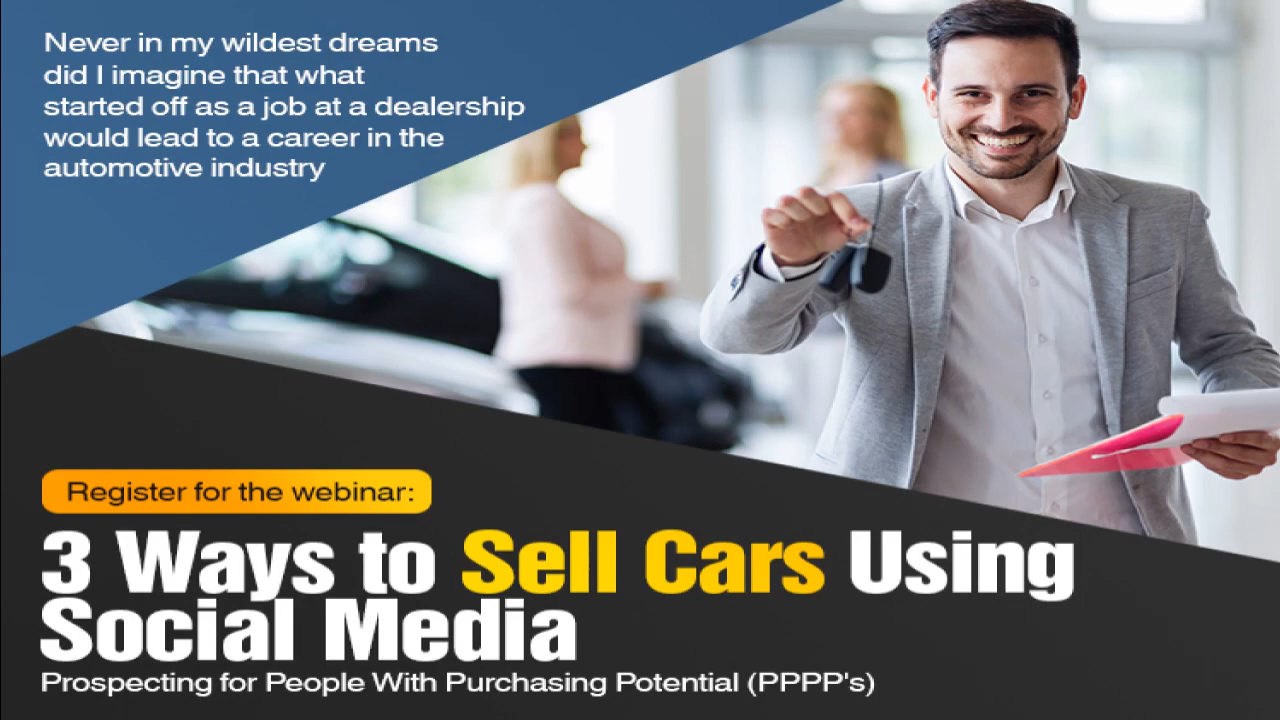 Never in my wildest dreams
did I imagine that what
started off as a job at a dealership
would lead to a career in the
automotive industry
Register for the webinar:
3 Ways to Sell Cars Using
Social Media
Prospecting for People With Purchasing Potential (PPPP's)